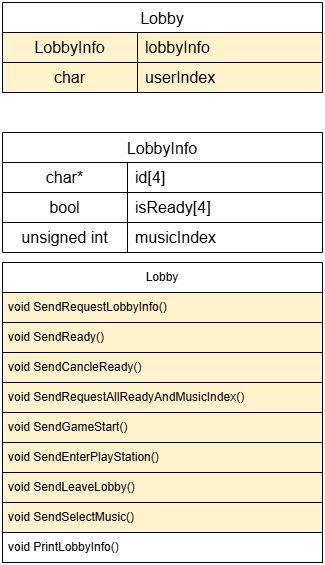 Lobby
LobbyInfo lobbyinfo
char userIndex
LobbyInfo
char* id[4]
bool isReady[4]
unsigned int musicIndex
Lobby
void SendRequestLobbyInfo()
void SendReady()
void SendCancleReady()
void SendRequestAllReadyAndMusicIndex()
void SendGameStart()
void SendEnterPlayStation()
void SendLeaveLobby()
void SendSelectMusic()
void PrintLobbyInfo()